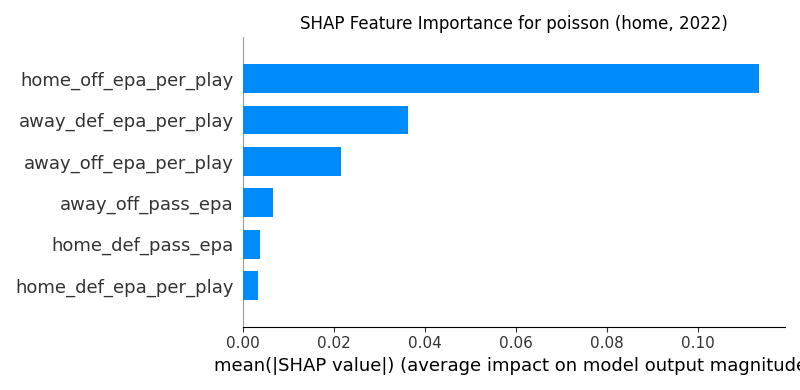 SHAP Feature Importance for poisson (home, 2022)
home_off_epa_per_play
away_def_epa_per_play
away_off_epa_per_play
away_off_pass_epa
home_def_pass_epa
home_def_epa_per_play
0.00 0.02 0.04 0.06 0.08 0.10
mean(|SHAP value|) (average impact on model output magnitude